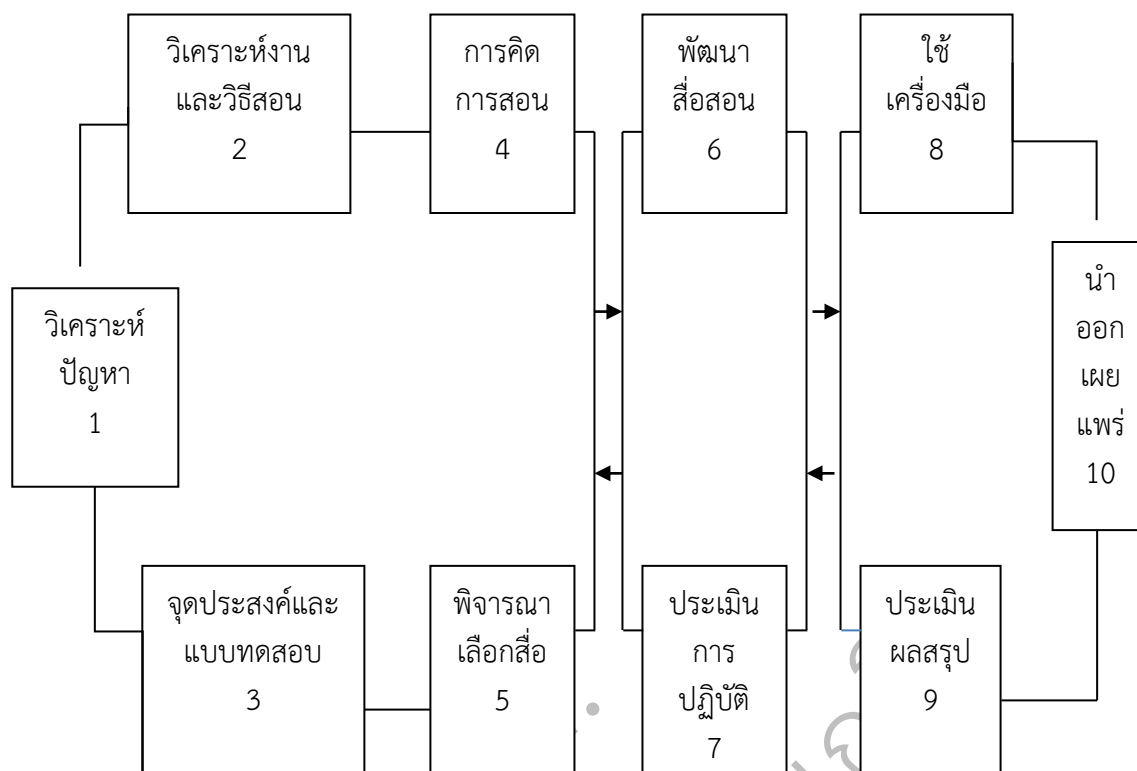 วิเคราะห์งาน
และวิธีสอน
2
การคิด
การสอน
4
พัฒนา
สื่อสอน
6
ใช้
เครื่องมือ
8
วิเคราะห์
ปัญหา
1
นำ
ออก
เผย
แพร่
10
จุดประสงค์และ
แบบทดสอบ
3
พิจารณา
เลือกสื่อ
5
ประเมิน
การ
ปฏิบัติ
7
ประเมิน
ผลสรุป
9